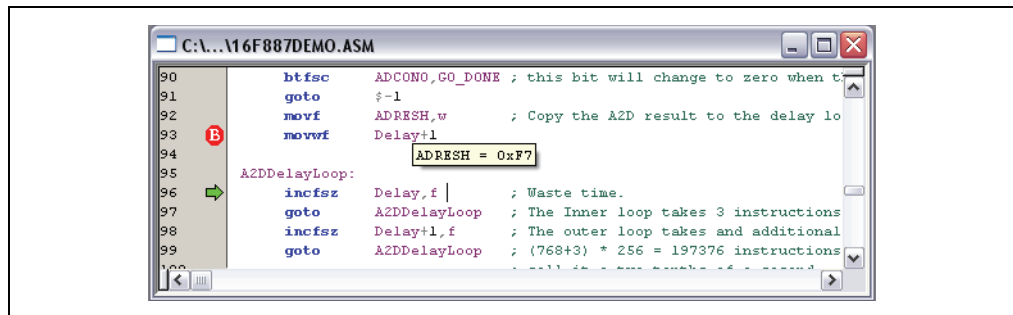 C:\...\16F887DEMO.ASM
90 btfsc ADCON0,GO_DONE ; this bit will change to zero when
91 goto $-1
92 movf ADRESH,w ; Copy the A2D result to the delay lo
93 B movwf Delay+1
94
ADRESH = 0xF7
95 A2DDelayLoop:
96 incfsz Delay,f ; Waste time.
97 goto A2DDelayLoop ; The Inner loop takes 3 instructions
98 incfsz Delay+1,f ; The outer loop takes and additional
99 goto A2DDelayLoop ; (768+3) * 256 = 197376 instructions